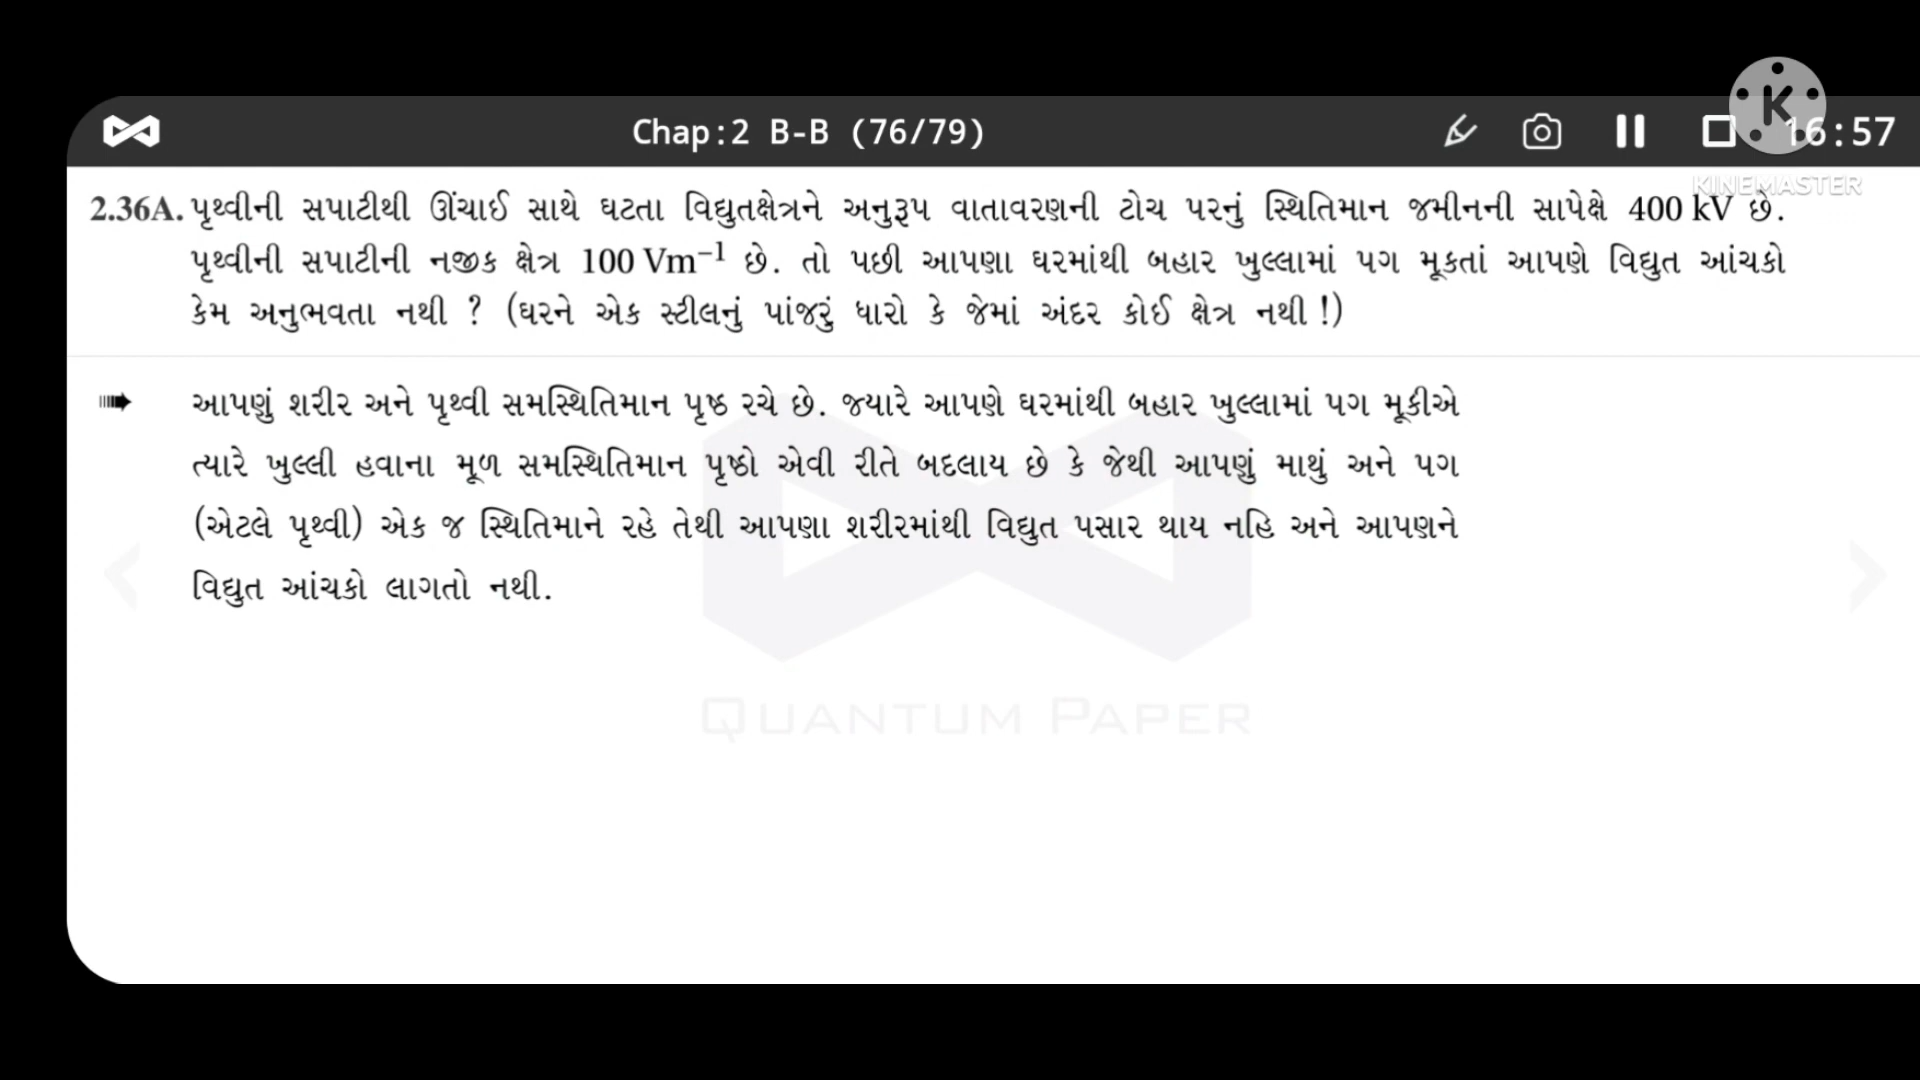 Chap:2 B-B (76/79)
16:57
KINEMASTER
2.36A. પૃથ્વીની સપાટીથી ઊંચાઈ સાથે ઘટતા વિદ્યુતક્ષેત્રને અનુરૂપ વાતાવરણની ટોચ પરનું સ્થિતિમાન જમીનની સાપેક્ષે 400 kV છે.
પૃથ્વીની સપાટીની નજીક ક્ષેત્ર 100 Vm⁻¹ છે. તો પછી આપણા ઘરમાંથી બહાર ખુલ્લામાં પગ મૂકતાં આપણે વિદ્યુત આંચકો
કેમ અનુભવતા નથી ? (ઘરને એક સ્ટીલનું પાંજરું ધારો કે જેમાં અંદર કોઈ ક્ષેત્ર નથી !)
➠ આપણું શરીર અને પૃથ્વી સમસ્થિતિમાન પૃષ્ઠ રચે છે. જ્યારે આપણે ઘરમાંથી બહાર ખુલ્લામાં પગ મૂકીએ
ત્યારે ખુલ્લી હવાના મૂળ સમસ્થિતિમાન પૃષ્ઠો એવી રીતે બદલાય છે કે જેથી આપણું માથું અને પગ
(એટલે પૃથ્વી) એક જ સ્થિતિમાને રહે તેથી આપણા શરીરમાંથી વિદ્યુત પસાર થાય નહિ અને આપણને
વિદ્યુત આંચકો લાગતો નથી.
QUANTUM PAPER